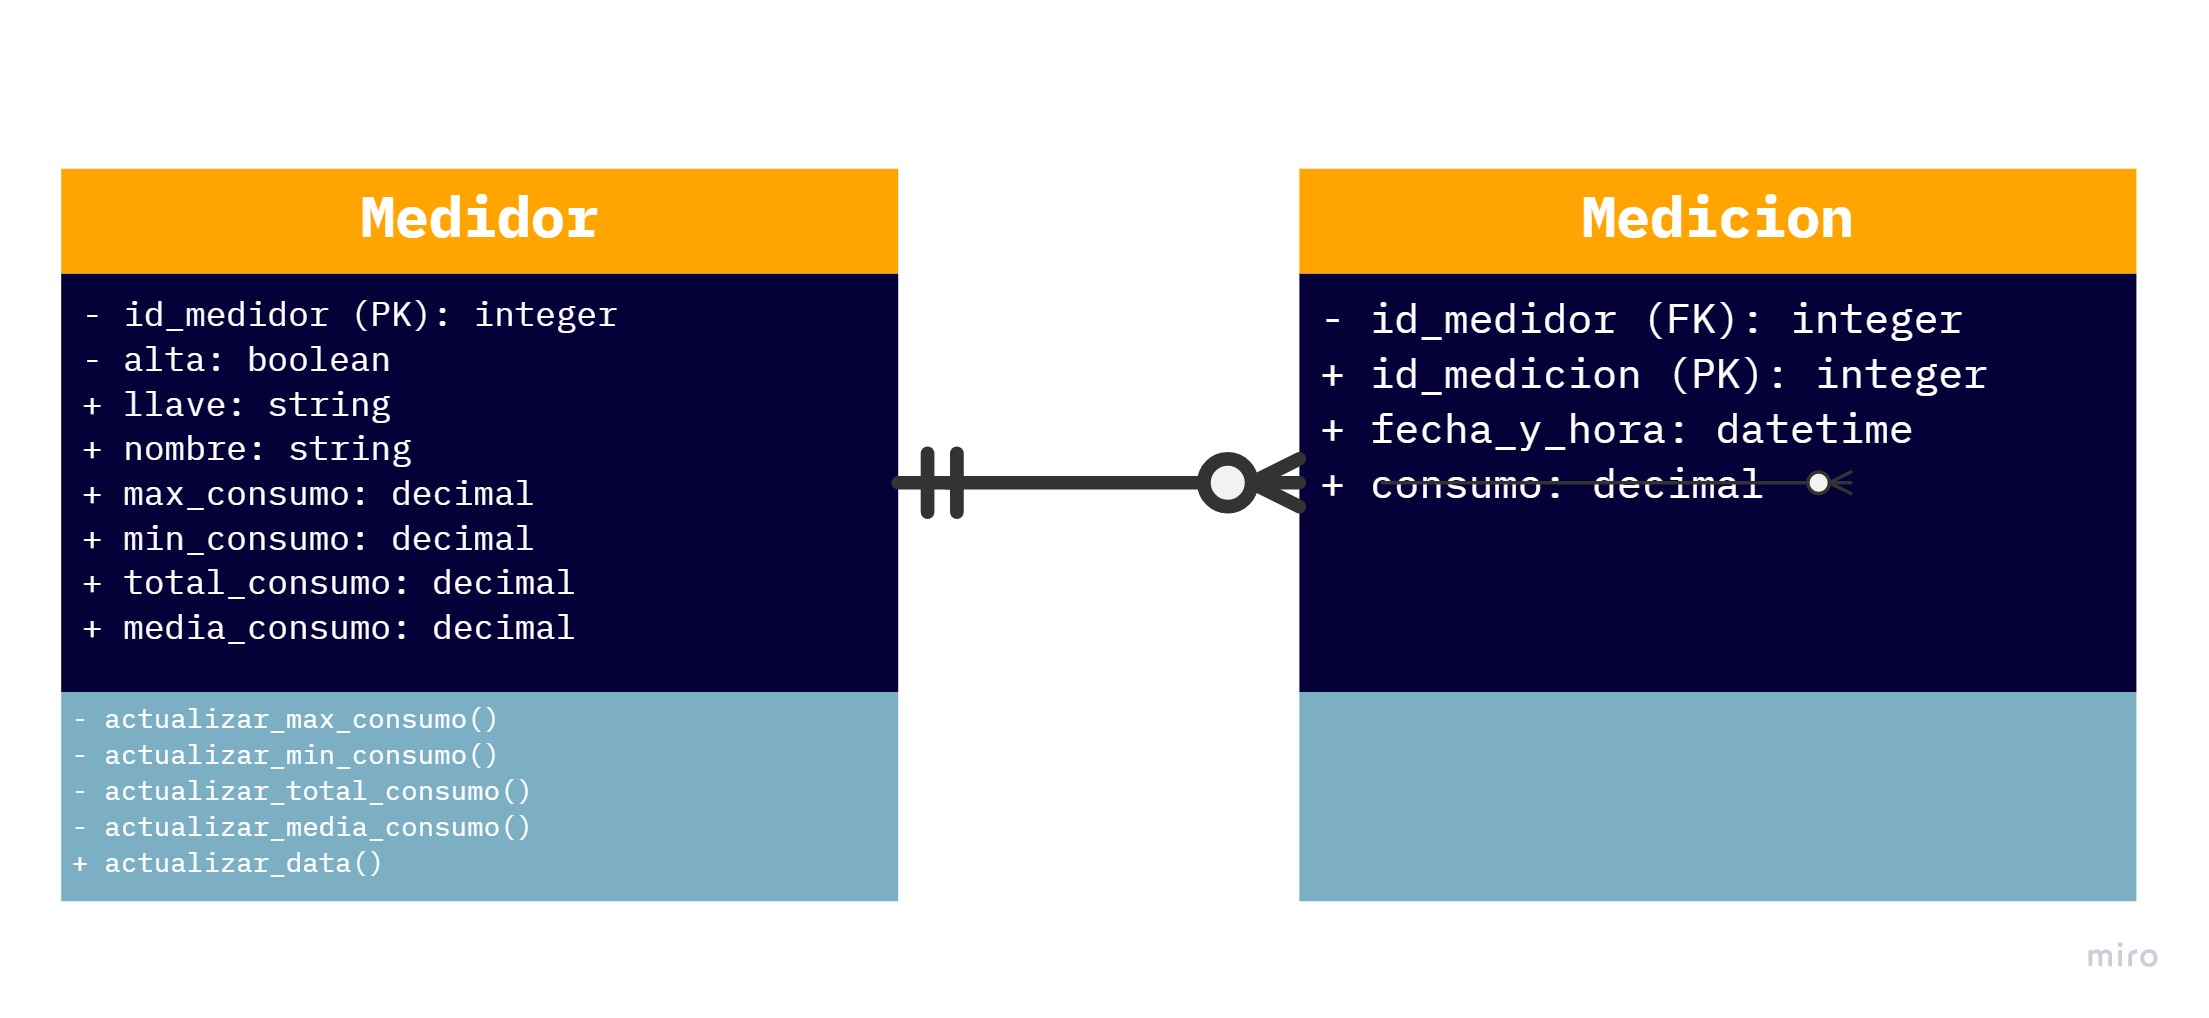 Medidor
- id_medidor (PK): integer
- alta: boolean
+ llave: string
+ nombre: string
+ max_consumo: decimal
+ min_consumo: decimal
+ total_consumo: decimal
+ media_consumo: decimal
- actualizar_max_consumo()
- actualizar_min_consumo()
- actualizar_total_consumo()
- actualizar_media_consumo()
+ actualizar_data()
Medicion
- id_medidor (FK): integer
+ id_medicion (PK): integer
+ fecha_y_hora: datetime
+ consumo: decimal
miro